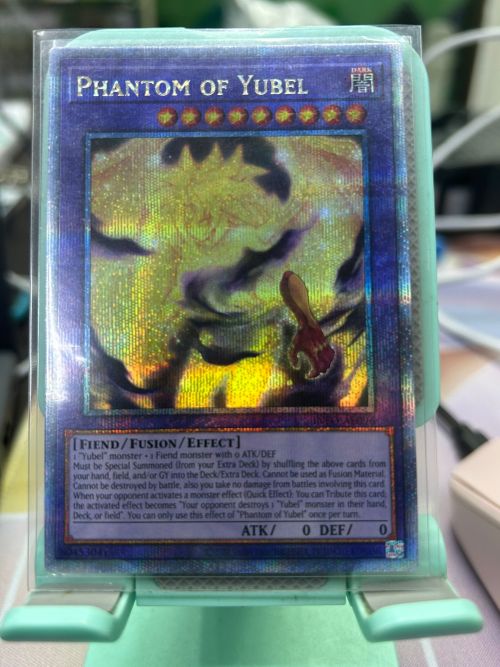 PHANTOM OF YUBEL
DARK
闇
[FIEND/FUSION/EFFECT]
1 "Yubel" monster + 1 Fiend monster with 0 ATK/DEF
Must be Special Summoned (from your Extra Deck) by shuffling the above cards from
your hand, field, and/or GY into the Deck/Extra Deck. Cannot be used as Fusion Material.
Cannot be destroyed by battle, also you take no damage from battles involving this card.
When your opponent activates a monster effect (Quick Effect): You can Tribute this card;
the activated effect becomes "Your opponent destroys 1 "Yubel" monster in their hand,
Deck, or field". You can only use this effect of "Phantom of Yubel" once per turn.
ATK/ 0 DEF/ 0